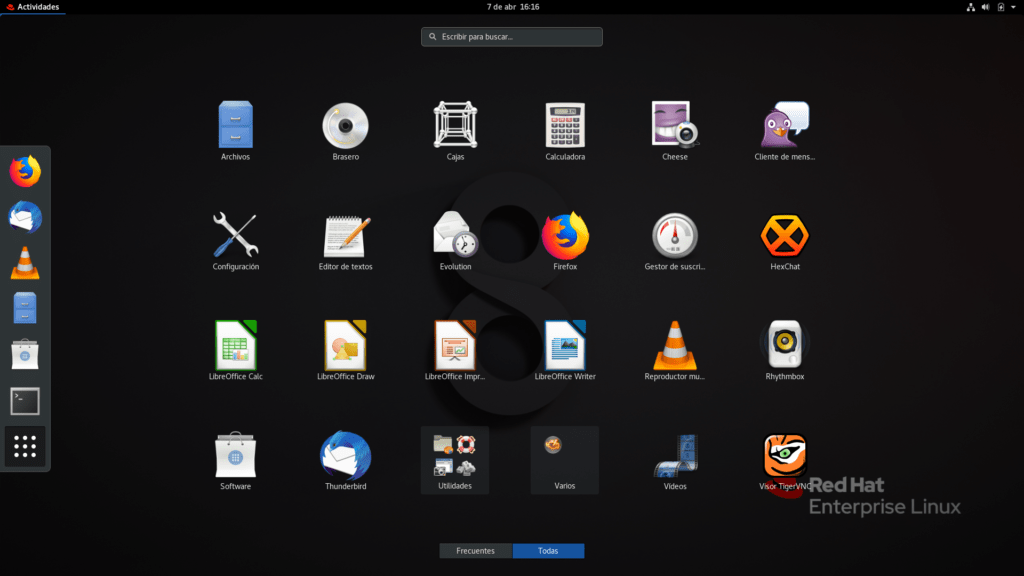 Actividades
7 de abr 16:16
Escribir para buscar...
Archivos
Brasero
Cajas
Calculadora
Cheese
Cliente de mens...
Configuración
Editor de textos
Evolution
Firefox
Gestor de suscri...
HexChat
LibreOffice Calc
LibreOffice Draw
LibreOffice Impr...
LibreOffice Writer
Reproductor mu...
Rhythmbox
Software
Thunderbird
Utilidades
Varios
Videos
Visor TigerVNC
Red Hat
Enterprise Linux
Frecuentes
Todas